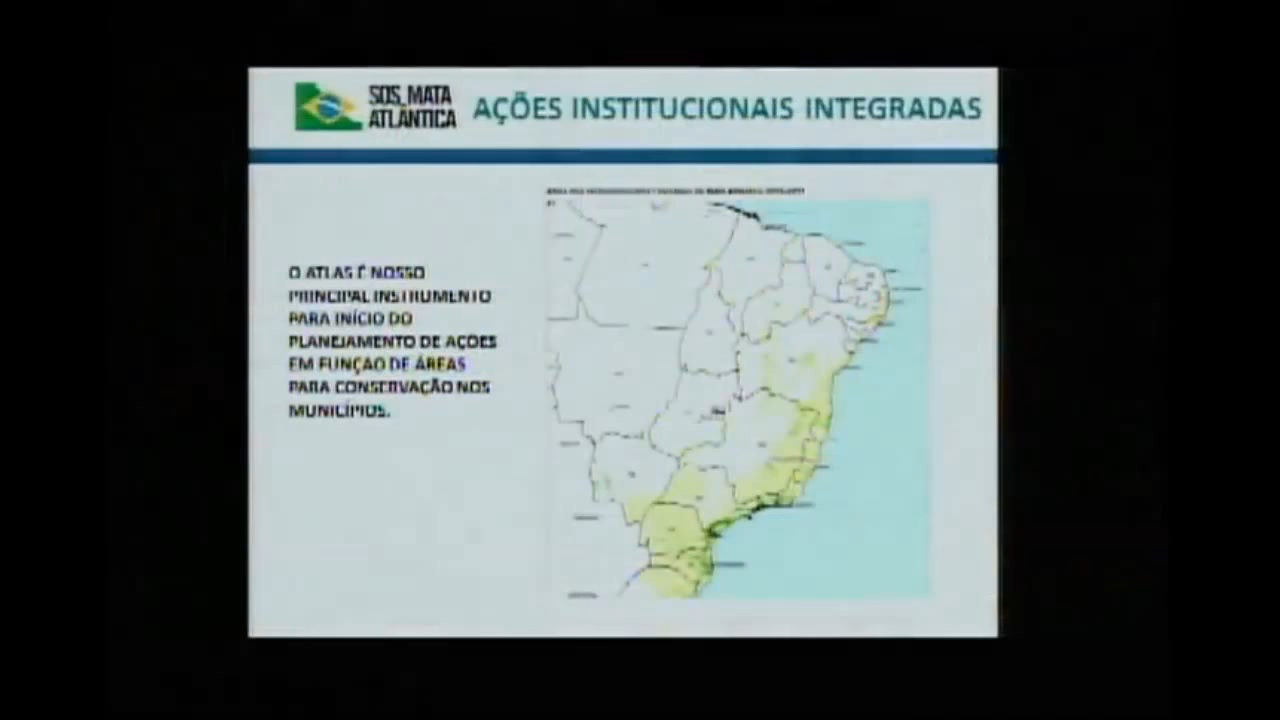 SOS MATA
ATLÂNTICA
AÇÕES INSTITUCIONAIS INTEGRADAS
O ATLAS É NOSSO
PRINCIPAL INSTRUMENTO
PARA INÍCIO DO
PLANEJAMENTO DE AÇÕES
EM FUNÇÃO DE ÁREAS
PARA CONSERVAÇÃO NOS
MUNICÍPIOS.